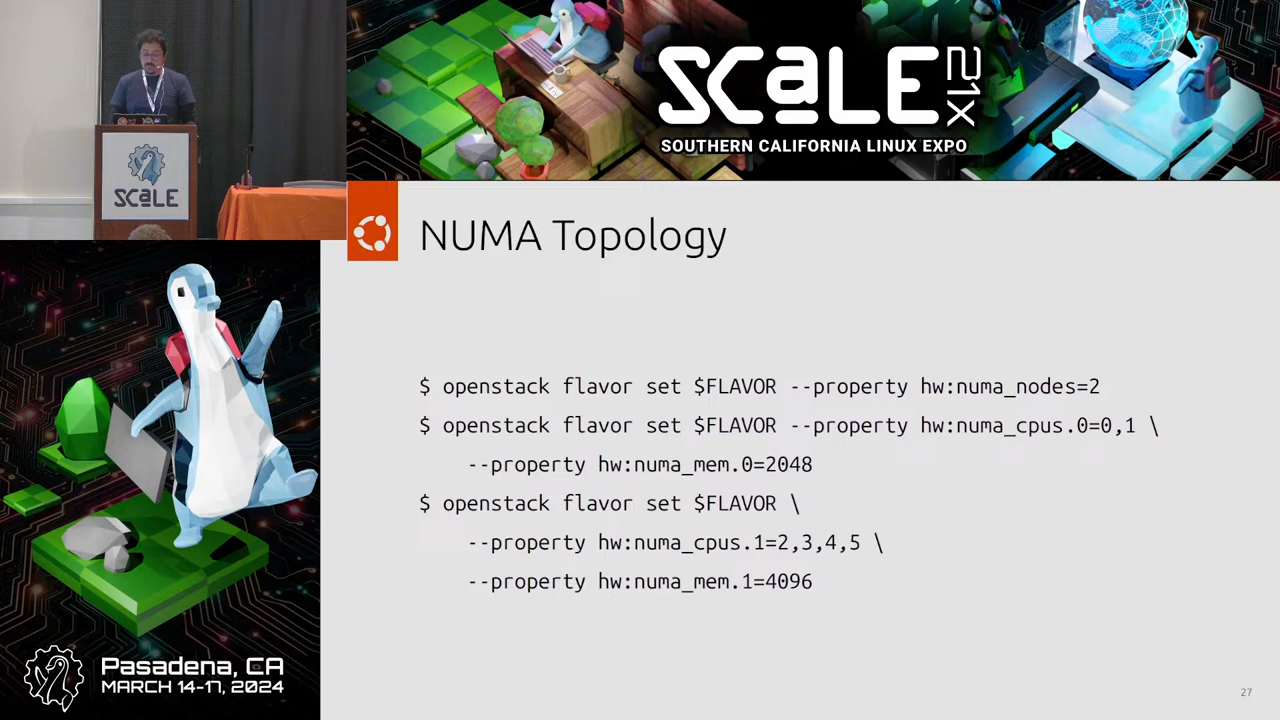 SCALE
SCALE 21X
SOUTHERN CALIFORNIA LINUX EXPO
NUMA Topology
$ openstack flavor set $FLAVOR --property hw:numa_nodes=2
$ openstack flavor set $FLAVOR --property hw:numa_cpus.0=0,1 \
--property hw:numa_mem.0=2048
$ openstack flavor set $FLAVOR \
--property hw:numa_cpus.1=2,3,4,5 \
--property hw:numa_mem.1=4096
Pasadena, CA
MARCH 14-17, 2024
27